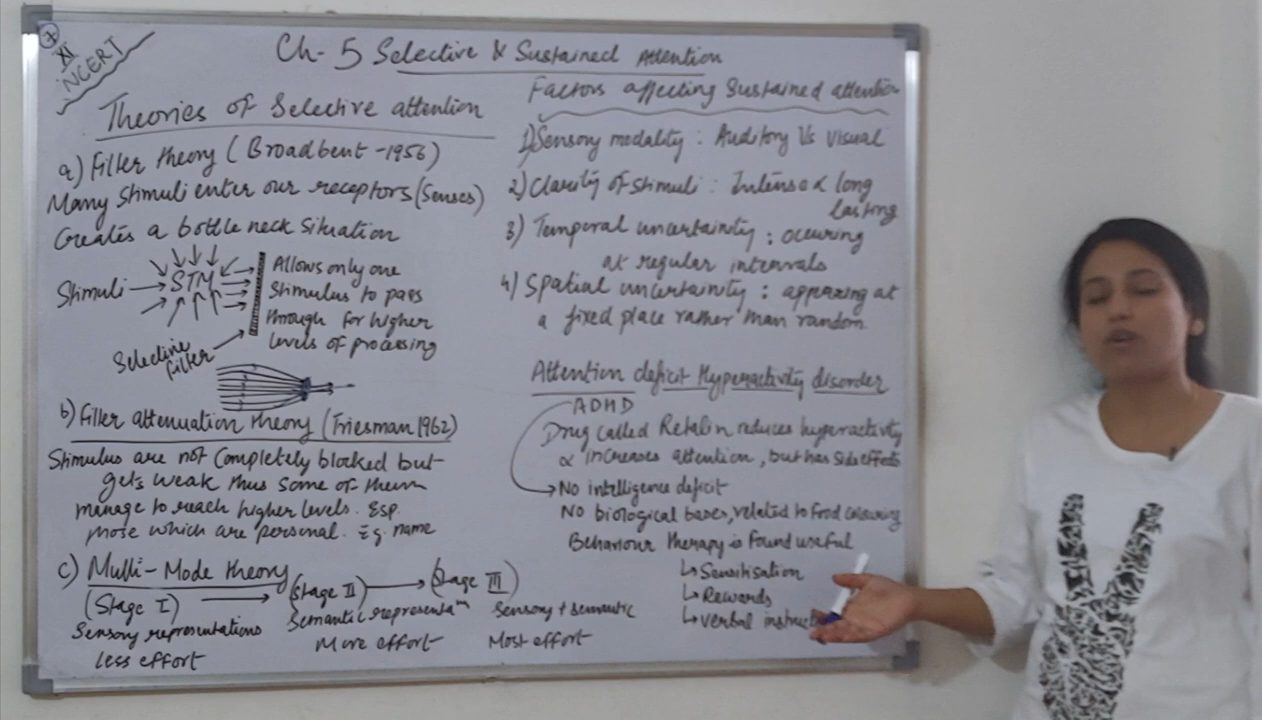 7
XI
NCERT
Ch-5 Selective & Sustained Attention
Theories of Selective attention
a) Filter theory (Broadbent -1956)
Many Stimuli enter our receptors (Senses)
Creates a bottle neck Situation
Stimuli → STM
Allows only one
Stimulus to pass
through for higher
levels of processing
Selective
filter
b) Filter attenuation theory (Triesman 1962)
Stimulus are not Completely blocked but
gets weak thus some of them
manage to reach higher levels. Esp.
those which are personal. Eg. name
c) Multi-Mode theory
(Stage I) → (Stage II) → (Stage III)
Sensory representations
less effort
Semantic representatn
More effort
Sensory + semantic
Most effort
Factors affecting Sustained attention
1) Sensory modality : Auditory Vs visual
2) Clarity of stimuli : Intense & long
lasting
3) Temporal uncertainity : occuring
at regular intervals
4) Spatial uncertainity : appearing at
a fixed place rather than random
Attention deficit Hyperactivity disorder
ADHD
Drug called Retalin reduces hyperactivity
& increases attention, but has side effects
→ No intelligence deficit
No biological bases, related to Food colouring
Behaviour therapy is found useful
↳ Sensitisation
↳ Rewards
↳ verbal instruct